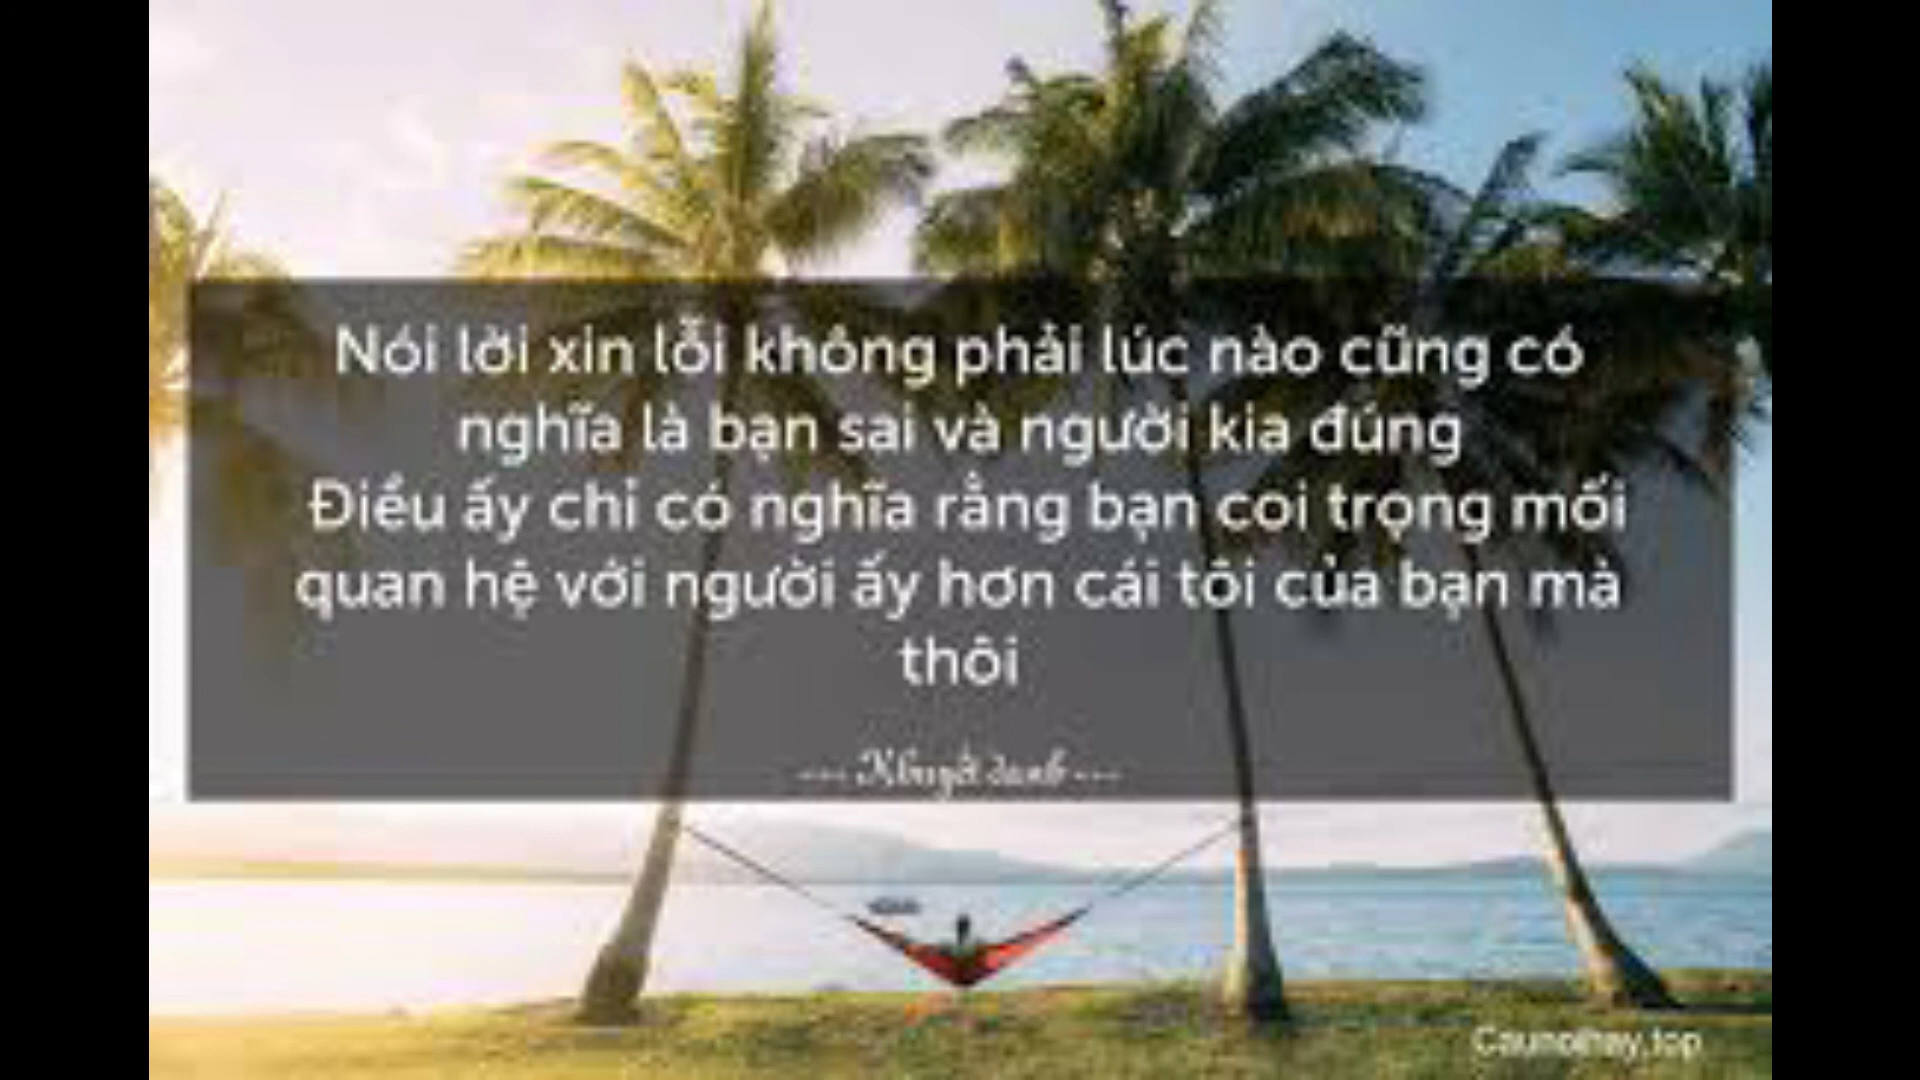 Nói lời xin lỗi không phải lúc nào cũng có
nghĩa là bạn sai và người kia đúng
Điều ấy chỉ có nghĩa rằng bạn coi trọng mối
quan hệ với người ấy hơn cái tôi của bạn mà
thôi
--- Khuyết danh ---
Caunoihay.top